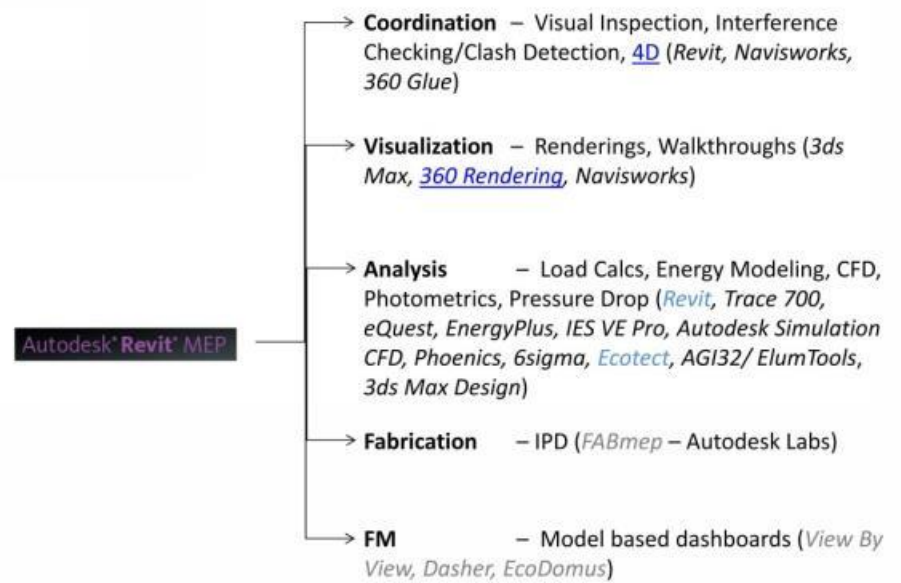 Coordination – Visual Inspection, Interference
Checking/Clash Detection, 4D (Revit, Navisworks,
360 Glue)
Visualization – Renderings, Walkthroughs (3ds
Max, 360 Rendering, Navisworks)
Analysis – Load Calcs, Energy Modeling, CFD,
Photometrics, Pressure Drop (Revit, Trace 700,
eQuest, EnergyPlus, IES VE Pro, Autodesk Simulation
CFD, Phoenics, 6sigma, Ecotect, AGI32/ ElumTools,
3ds Max Design)
Autodesk® Revit® MEP
Fabrication – IPD (FABmep – Autodesk Labs)
FM – Model based dashboards (View By
View, Dasher, EcoDomus)